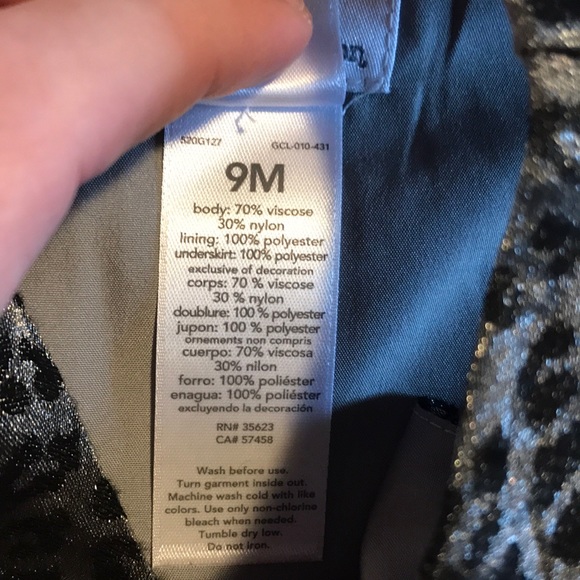 520G127 GCL-010-431
9M
body: 70% viscose
30% nylon
lining: 100% polyester
underskirt: 100% polyester
exclusive of decoration
corps: 70 % viscose
30 % nylon
doublure: 100 % polyester
jupon: 100 % polyester
ornements non compris
cuerpo: 70% viscosa
30% nilon
forro: 100% poliéster
enagua: 100% poliéster
excluyendo la decoración
RN# 35623
CA# 57458
Wash before use.
Turn garment inside out.
Machine wash cold with like
colors. Use only non-chlorine
bleach when needed.
Tumble dry low.
Do not iron.